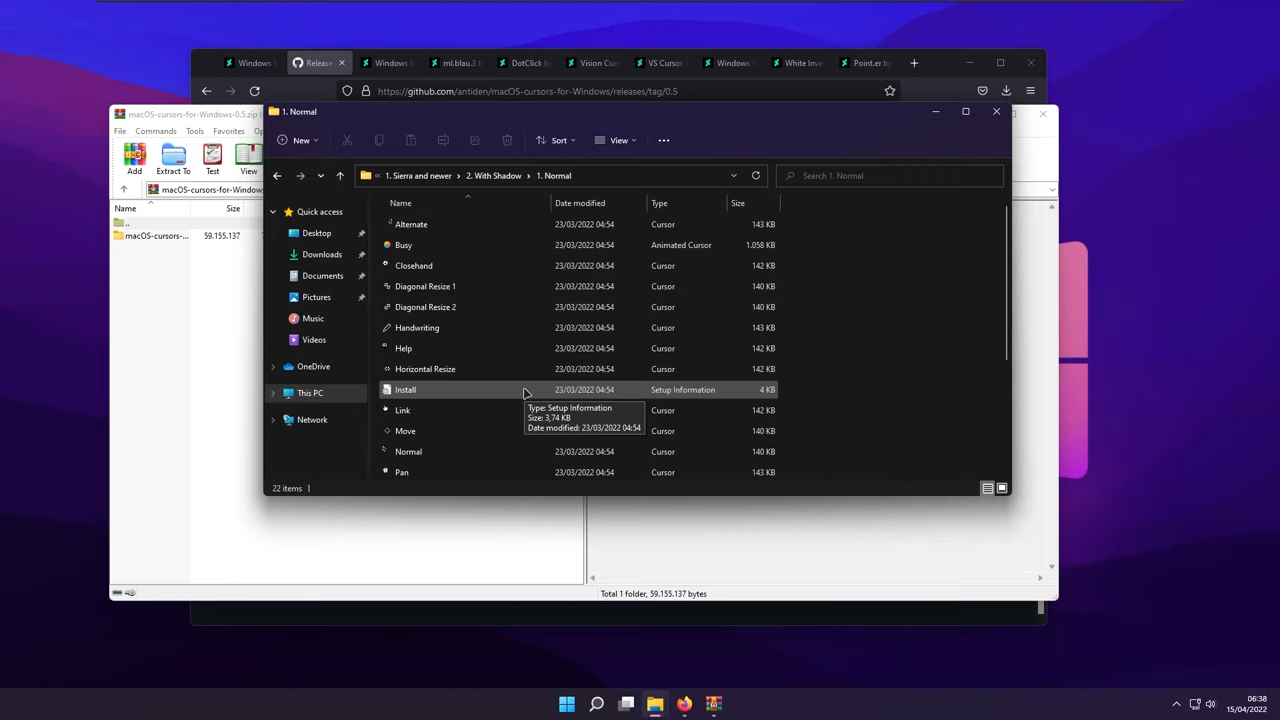 Windows
Release
Windows
ml.blau.3
DotClick b
Vision Cur
VS Cursor
Windows
White Inve
Point.er by
https://github.com/antiden/macOS-cursors-for-Windows/releases/tag/0.5
macOS-cursors-for-Windows-0.5.zip
File Commands Tools Favorites
Add Extract To Test View
macOS-cursors-for-Windows
Name Size
..
macOS-cursors-... 59.155.137
1. Normal
New Sort View
1. Sierra and newer 2. With Shadow 1. Normal
Search 1. Normal
Quick access
Desktop
Downloads
Documents
Pictures
Music
Videos
OneDrive
This PC
Network
Name Date modified Type Size
Alternate 23/03/2022 04:54 Cursor 143 KB
Busy 23/03/2022 04:54 Animated Cursor 1.058 KB
Closehand 23/03/2022 04:54 Cursor 142 KB
Diagonal Resize 1 23/03/2022 04:54 Cursor 140 KB
Diagonal Resize 2 23/03/2022 04:54 Cursor 140 KB
Handwriting 23/03/2022 04:54 Cursor 143 KB
Help 23/03/2022 04:54 Cursor 142 KB
Horizontal Resize 23/03/2022 04:54 Cursor 142 KB
Install 23/03/2022 04:54 Setup Information 4 KB
Link Cursor 142 KB
Move Cursor 140 KB
Normal 23/03/2022 04:54 Cursor 140 KB
Pan 23/03/2022 04:54 Cursor 143 KB
Type: Setup Information
Size: 3,74 KB
Date modified: 23/03/2022 04:54
22 items
Total 1 folder, 59.155.137 bytes
06:38
15/04/2022